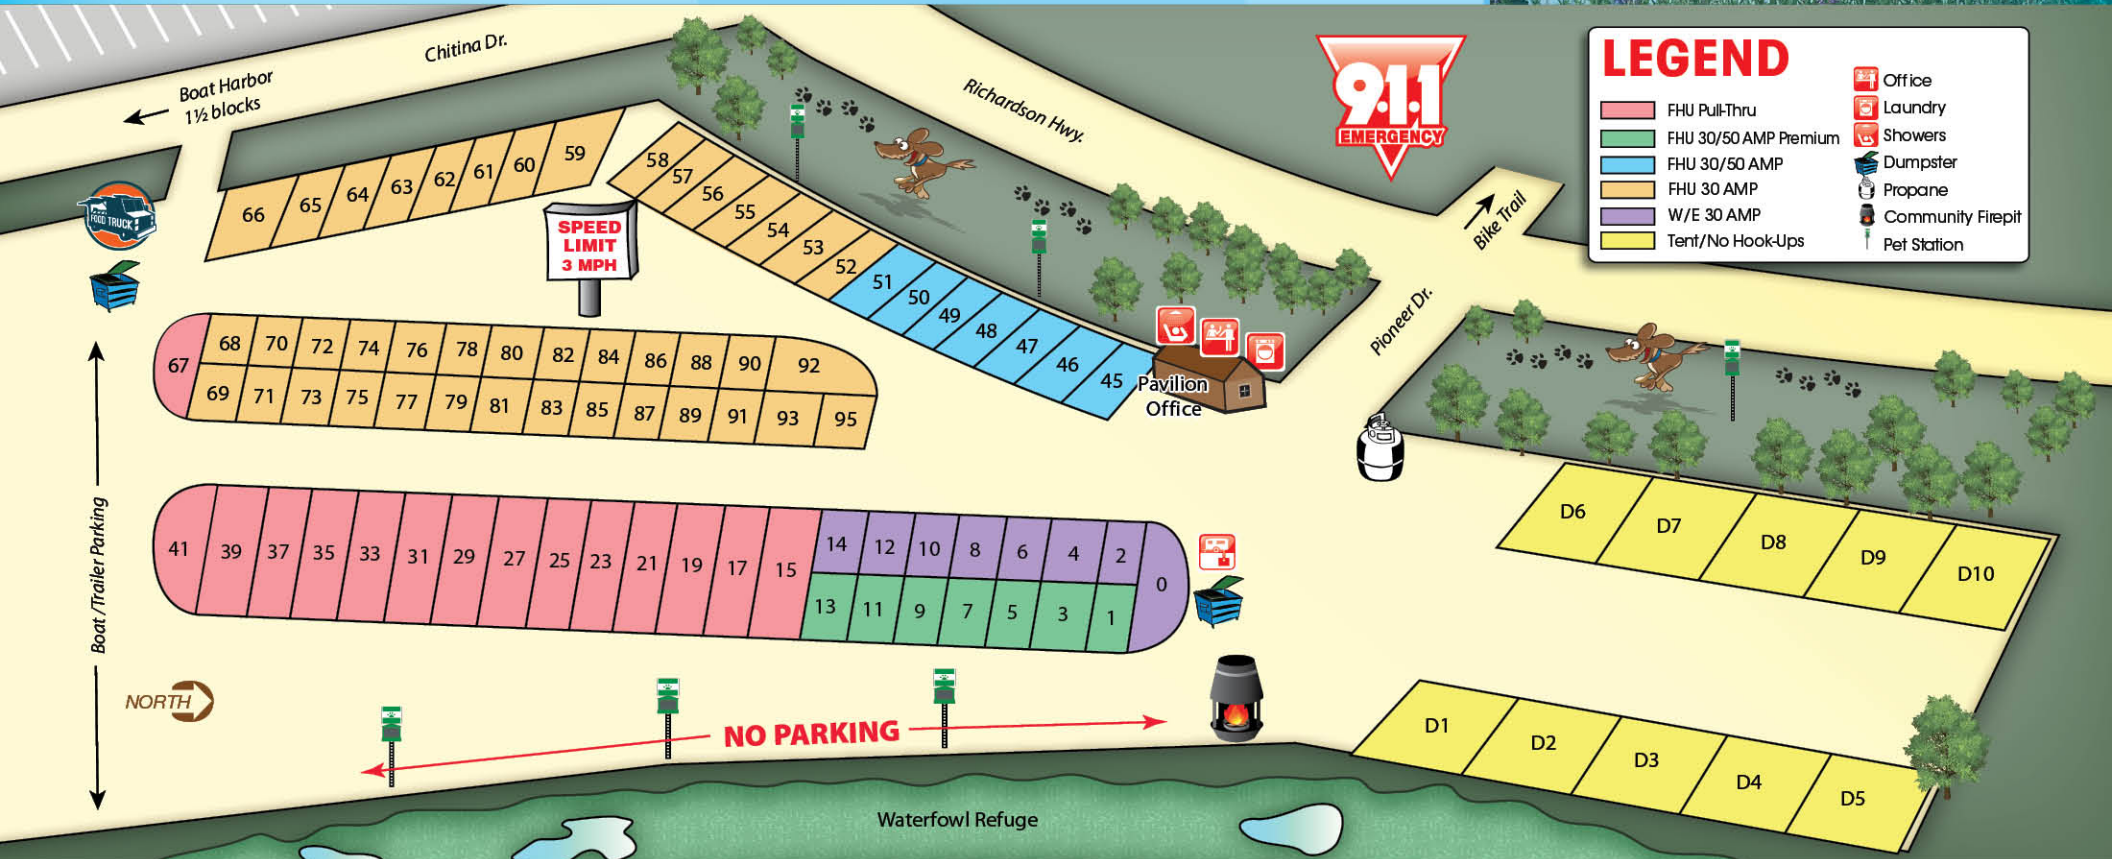 Chitina Dr.
Boat Harbor
1½ blocks
Richardson Hwy.
9·1·1
EMERGENCY
Bike Trail
Pioneer Dr.
LEGEND
FHU Pull-Thru
FHU 30/50 AMP Premium
FHU 30/50 AMP
FHU 30 AMP
W/E 30 AMP
Tent/No Hook-Ups
Office
Laundry
Showers
Dumpster
Propane
Community Firepit
Pet Station
FOOD TRUCK
66 65 64 63 62 61 60 59
58 57 56 55 54 53 52 51 50 49 48 47 46 45
SPEED
LIMIT
3 MPH
Pavilion
Office
67
68 70 72 74 76 78 80 82 84 86 88 90 92
69 71 73 75 77 79 81 83 85 87 89 91 93 95
Boat/Trailer Parking
41 39 37 35 33 31 29 27 25 23 21 19 17 15
14 12 10 8 6 4 2 0
13 11 9 7 5 3 1
D6 D7 D8 D9 D10
D1 D2 D3 D4 D5
NORTH
NO PARKING
Waterfowl Refuge